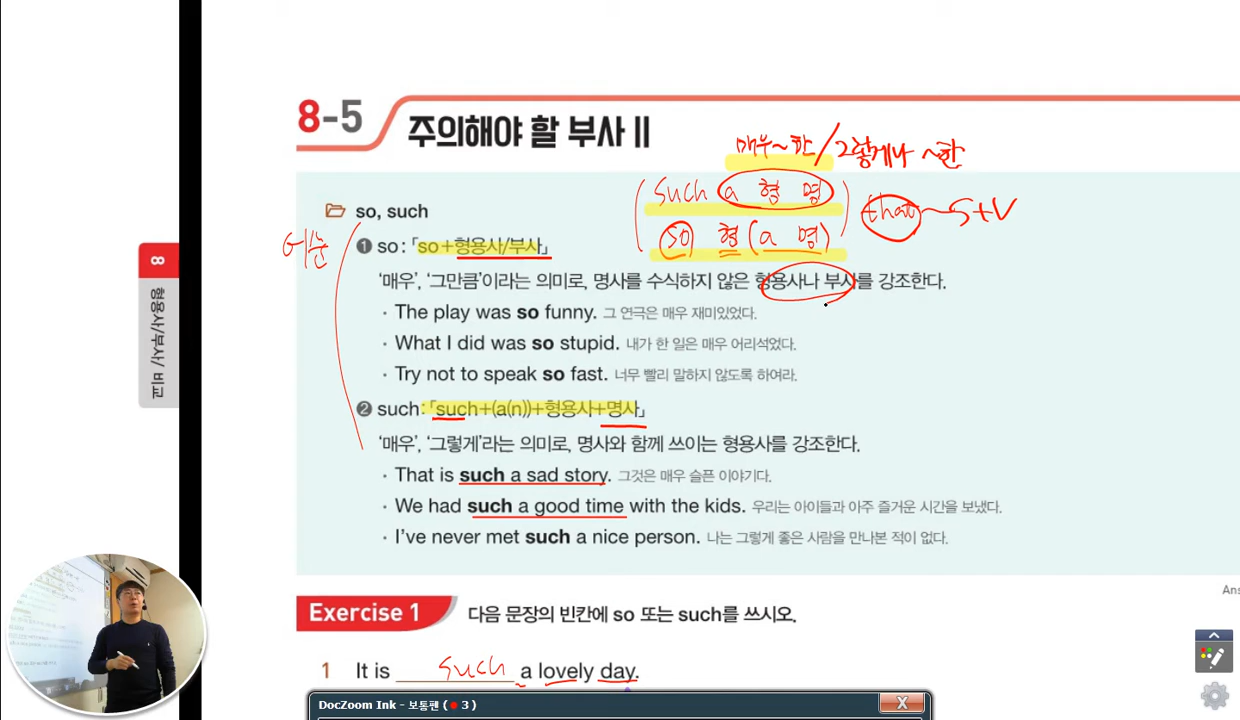 8-5 주의해야 할 부사 II
매우~한/그렇게나 ~한
(such a 형 명)
(so 형 (a 명)) that ~ S+V
so, such
어순
❶ so : 「so+형용사/부사」
‘매우’, ‘그만큼’이라는 의미로, 명사를 수식하지 않은 형용사나 부사를 강조한다.
· The play was so funny. 그 연극은 매우 재미있었다.
· What I did was so stupid. 내가 한 일은 매우 어리석었다.
· Try not to speak so fast. 너무 빨리 말하지 않도록 하여라.
❷ such: 「such+(a(n))+형용사+명사」
‘매우’, ‘그렇게’라는 의미로, 명사와 함께 쓰이는 형용사를 강조한다.
· That is such a sad story. 그것은 매우 슬픈 이야기다.
· We had such a good time with the kids. 우리는 아이들과 아주 즐거운 시간을 보냈다.
· I’ve never met such a nice person. 나는 그렇게 좋은 사람을 만나본 적이 없다.
8
형용사/부사/ 비교
Ans
Exercise 1 다음 문장의 빈칸에 so 또는 such를 쓰시오.
1 It is such a lovely day.
DocZoom Ink - 보통펜 ( 3 )
X